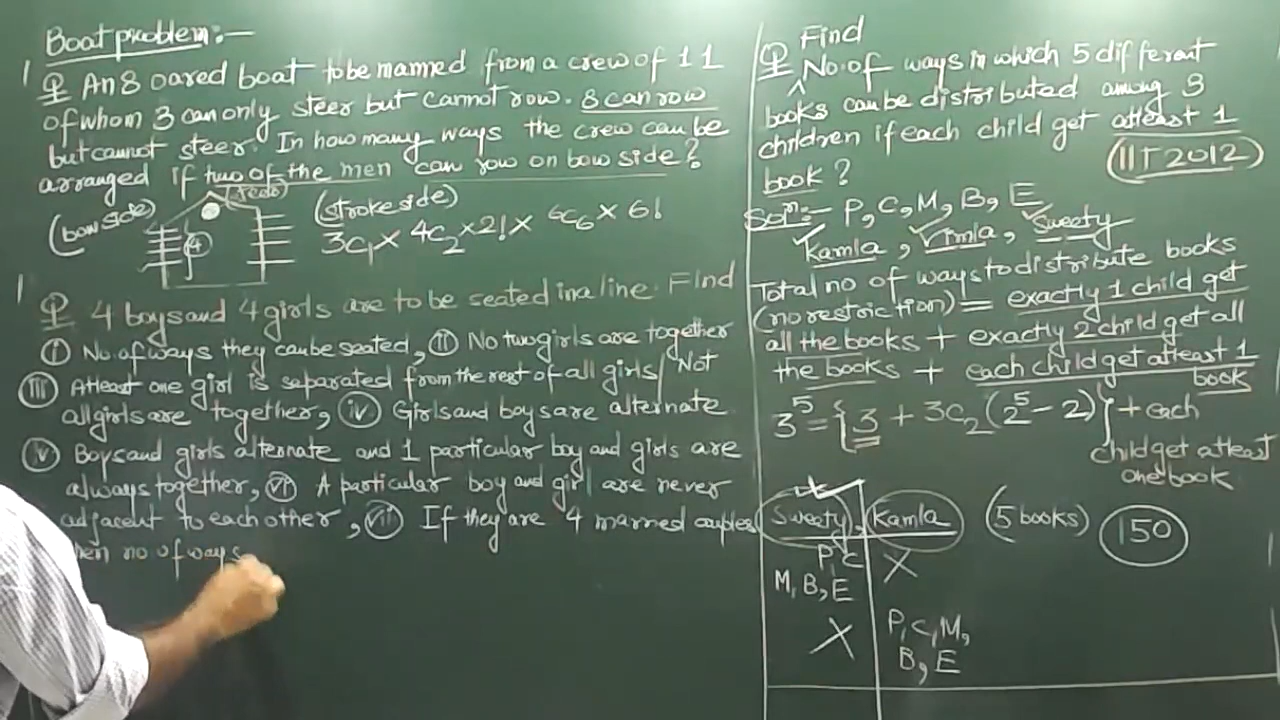 Boat problem:-
Q An 8 oared boat to be manned from a crew of 11
of whom 3 can only steer but cannot row. 8 can row
but cannot steer. In how many ways the crew can be
arranged if two of the men can row on bow side?
(bow side)
(stroke side)
4
3C1 × 4C2 × 2! × 6C6 × 6!
Q 4 boys and 4 girls are to be seated in a line. Find
(i) No. of ways they can be seated, (ii) No two girls are together
(iii) Atleast one girl is separated from the rest of all girls/Not
all girls are together, (iv) Girls and boys are alternate
(v) Boys and girls alternate and 1 particular boy and girls are
always together, (vi) A particular boy and girl are never
adjacent to each other, (vii) If they are 4 married couples
no of ways
Find
Q ^ No. of ways in which 5 different
books can be distributed among 3
children if each child get atleast 1
book?
(IIT 2012)
Soln:- P, C, M, B, E
Kamla, Vimla, Sweety
Total no of ways to distribute books
(no restriction) = exactly 1 child get
all the books + exactly 2 child get all
the books + each child get atleast 1
book
3^5 = {3 + 3C2 (2^5 - 2)} + each
child get atleast
one book
Sweety, Kamla (5 books) 150
P, C X
M, B, E
X P, C, M,
B, E